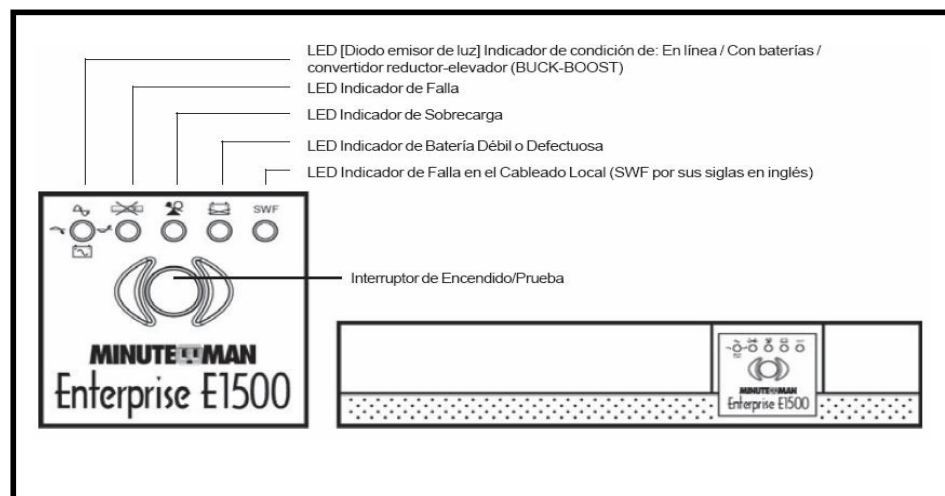 LED [Diodo emisor de luz] Indicador de condición de: En línea / Con baterías /
convertidor reductor-elevador (BUCK-BOOST)
LED Indicador de Falla
LED Indicador de Sobrecarga
LED Indicador de Batería Débil o Defectuosa
LED Indicador de Falla en el Cableado Local (SWF por sus siglas en inglés)
SWF
Interruptor de Encendido/Prueba
MINUTEMAN
Enterprise E1500
MINUTEMAN
Enterprise E1500